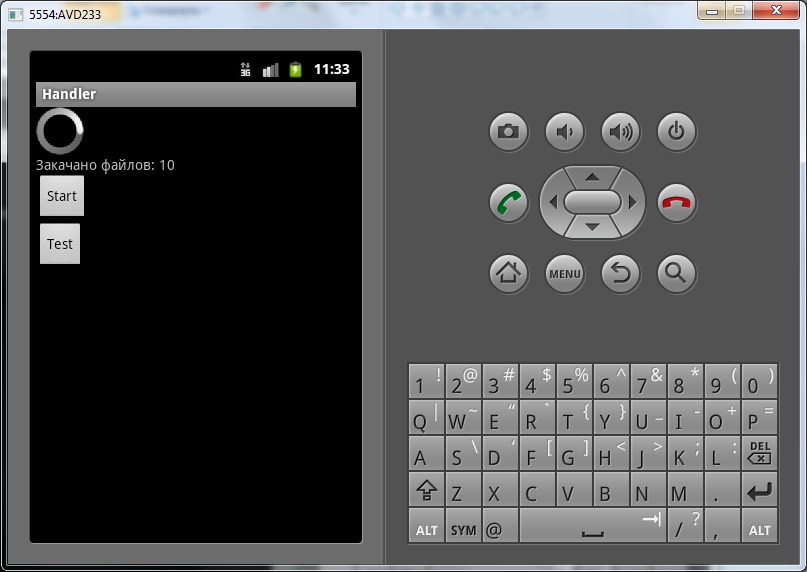 5554:AVD233
3G 11:33
Handler
Закачано файлов: 10
Start
Test
MENU
1 ! 2 @ 3 # 4 $ 5 % 6 ^ 7 & 8 * 9 ( 0 )
Q | W ~ E “ R ` T { Y } U _ I - O + P =
A S \ D ‘ F [ G ] H < J > K ; L : DEL
Z X C V B N M .
ALT SYM @ / ? , ALT